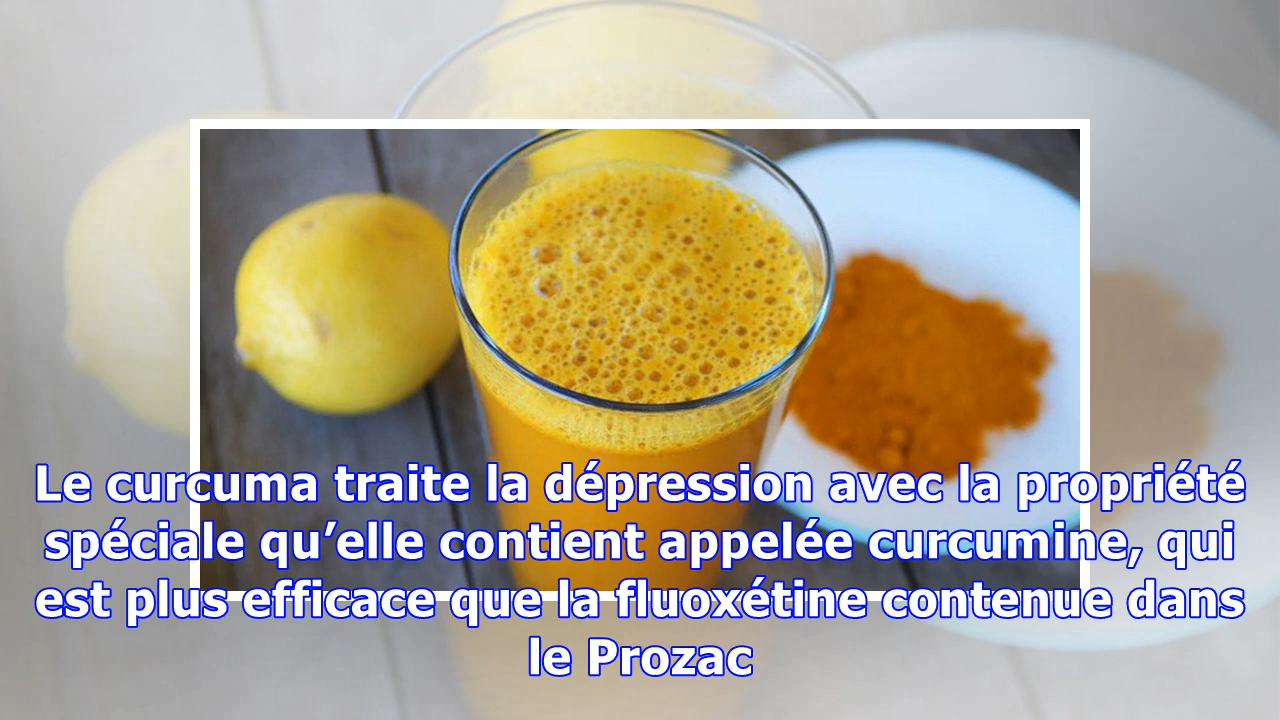 Le curcuma traite la dépression avec la propriété
spéciale qu’elle contient appelée curcumine, qui
est plus efficace que la fluoxétine contenue dans
le Prozac